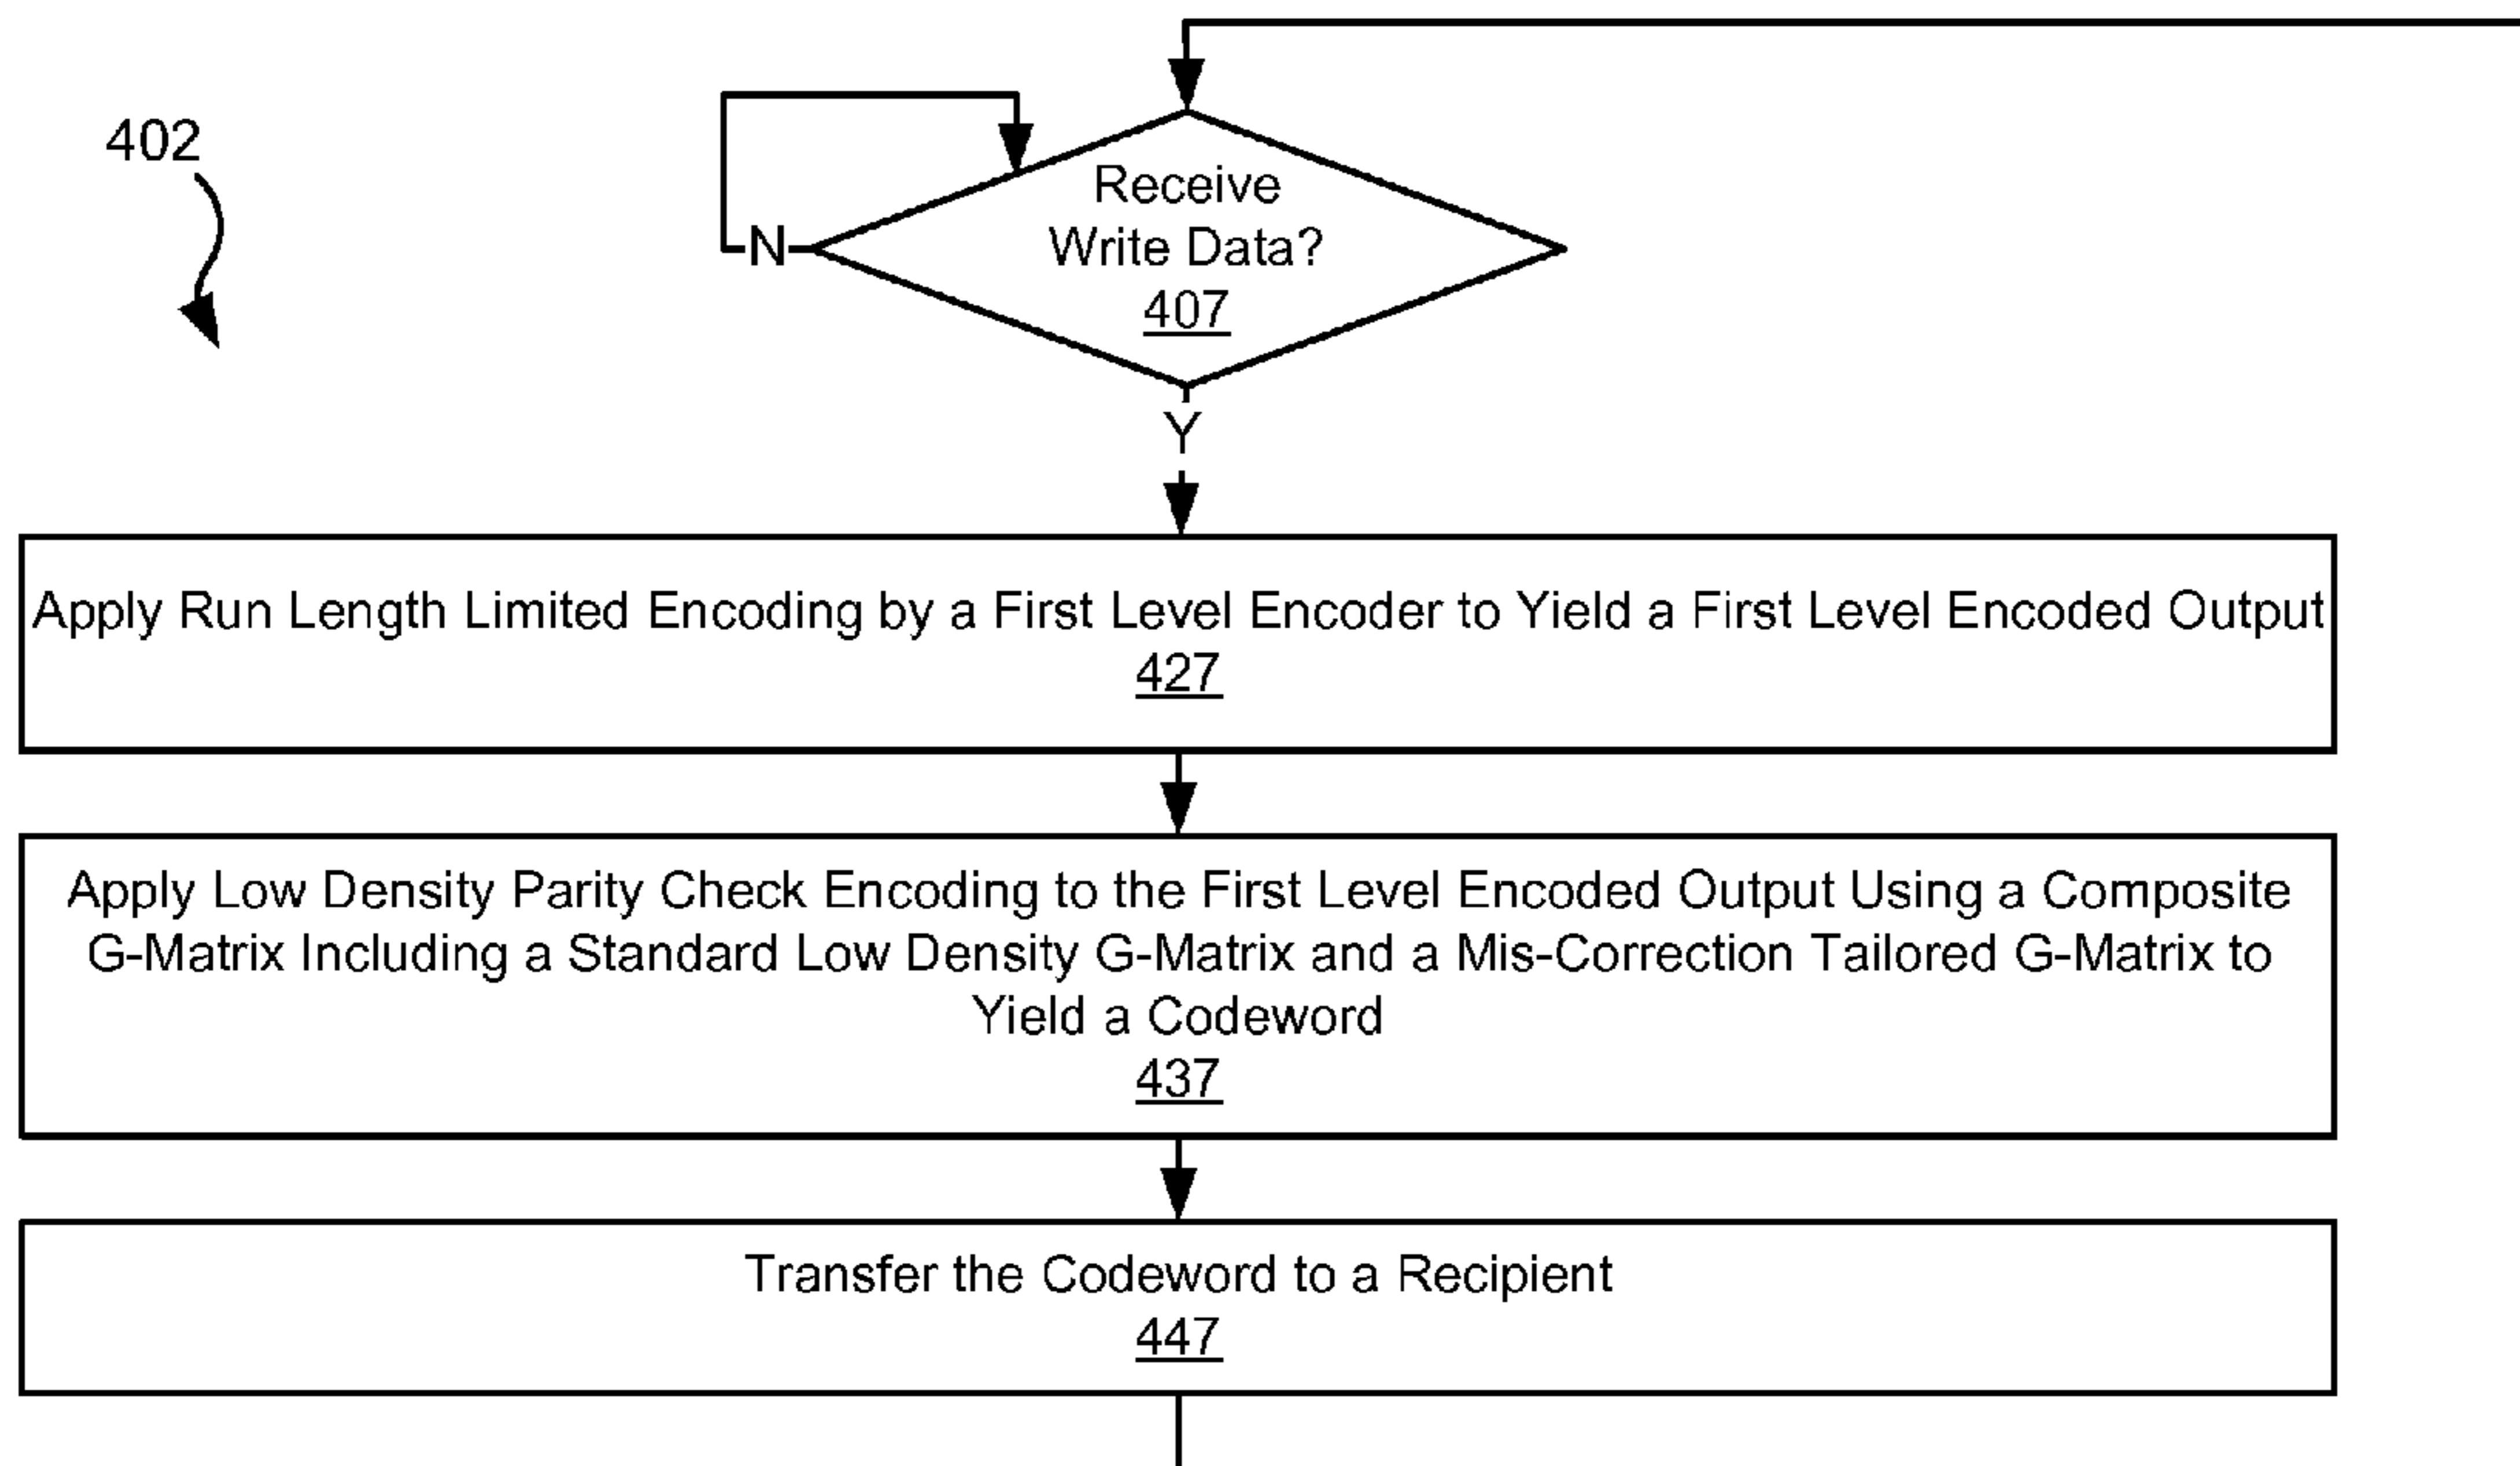 402
Receive
Write Data?
407
N
Y
Apply Run Length Limited Encoding by a First Level Encoder to Yield a First Level Encoded Output
427
Apply Low Density Parity Check Encoding to the First Level Encoded Output Using a Composite
G-Matrix Including a Standard Low Density G-Matrix and a Mis-Correction Tailored G-Matrix to
Yield a Codeword
437
Transfer the Codeword to a Recipient
447